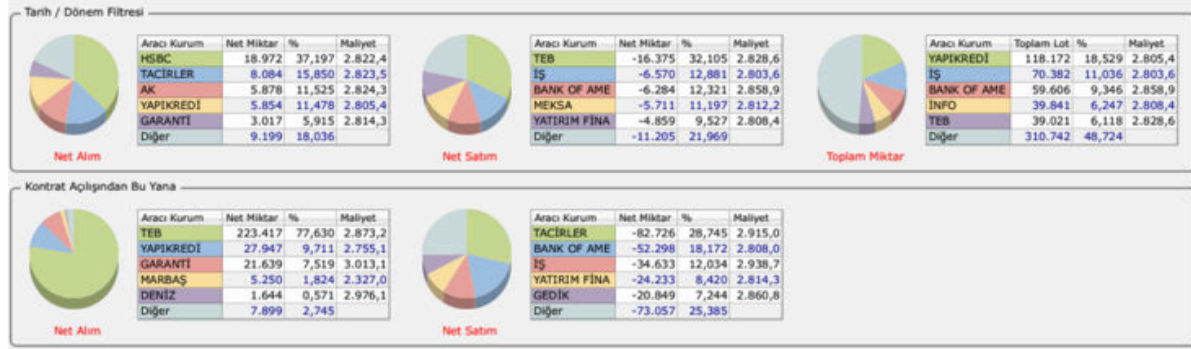 Tarih / Dönem Filtresi
Aracı Kurum Net Miktar % Maliyet
HSBC 18.972 37,197 2.822,4
TACİRLER 8.084 15,850 2.823,5
AK 5.878 11,525 2.824,3
YAPIKREDİ 5.854 11,478 2.805,4
GARANTİ 3.017 5,915 2.814,3
Diğer 9.199 18,036
Net Alım
Aracı Kurum Net Miktar % Maliyet
TEB -16.375 32,105 2.828,6
İŞ -6.570 12,881 2.803,6
BANK OF AME -6.284 12,321 2.858,9
MEKSA -5.711 11,197 2.812,2
YATIRIM FİNA -4.859 9,527 2.808,4
Diğer -11.205 21,969
Net Satım
Aracı Kurum Toplam Lot % Maliyet
YAPIKREDİ 118.172 18,529 2.805,4
İŞ 70.382 11,036 2.803,6
BANK OF AME 59.606 9,346 2.858,9
İNFO 39.841 6,247 2.808,4
TEB 39.021 6,118 2.828,6
Diğer 310.742 48,724
Toplam Miktar
Kontrat Açılışından Bu Yana
Aracı Kurum Net Miktar % Maliyet
TEB 223.417 77,630 2.873,2
YAPIKREDİ 27.947 9,711 2.755,1
GARANTİ 21.639 7,519 3.013,1
MARBAŞ 5.250 1,824 2.327,0
DENİZ 1.644 0,571 2.976,1
Diğer 7.899 2,745
Net Alım
Aracı Kurum Net Miktar % Maliyet
TACİRLER -82.726 28,745 2.915,0
BANK OF AME -52.298 18,172 2.808,0
İŞ -34.633 12,034 2.938,7
YATIRIM FİNA -24.233 8,420 2.814,3
GEDİK -20.849 7,244 2.860,8
Diğer -73.057 25,385
Net Satım